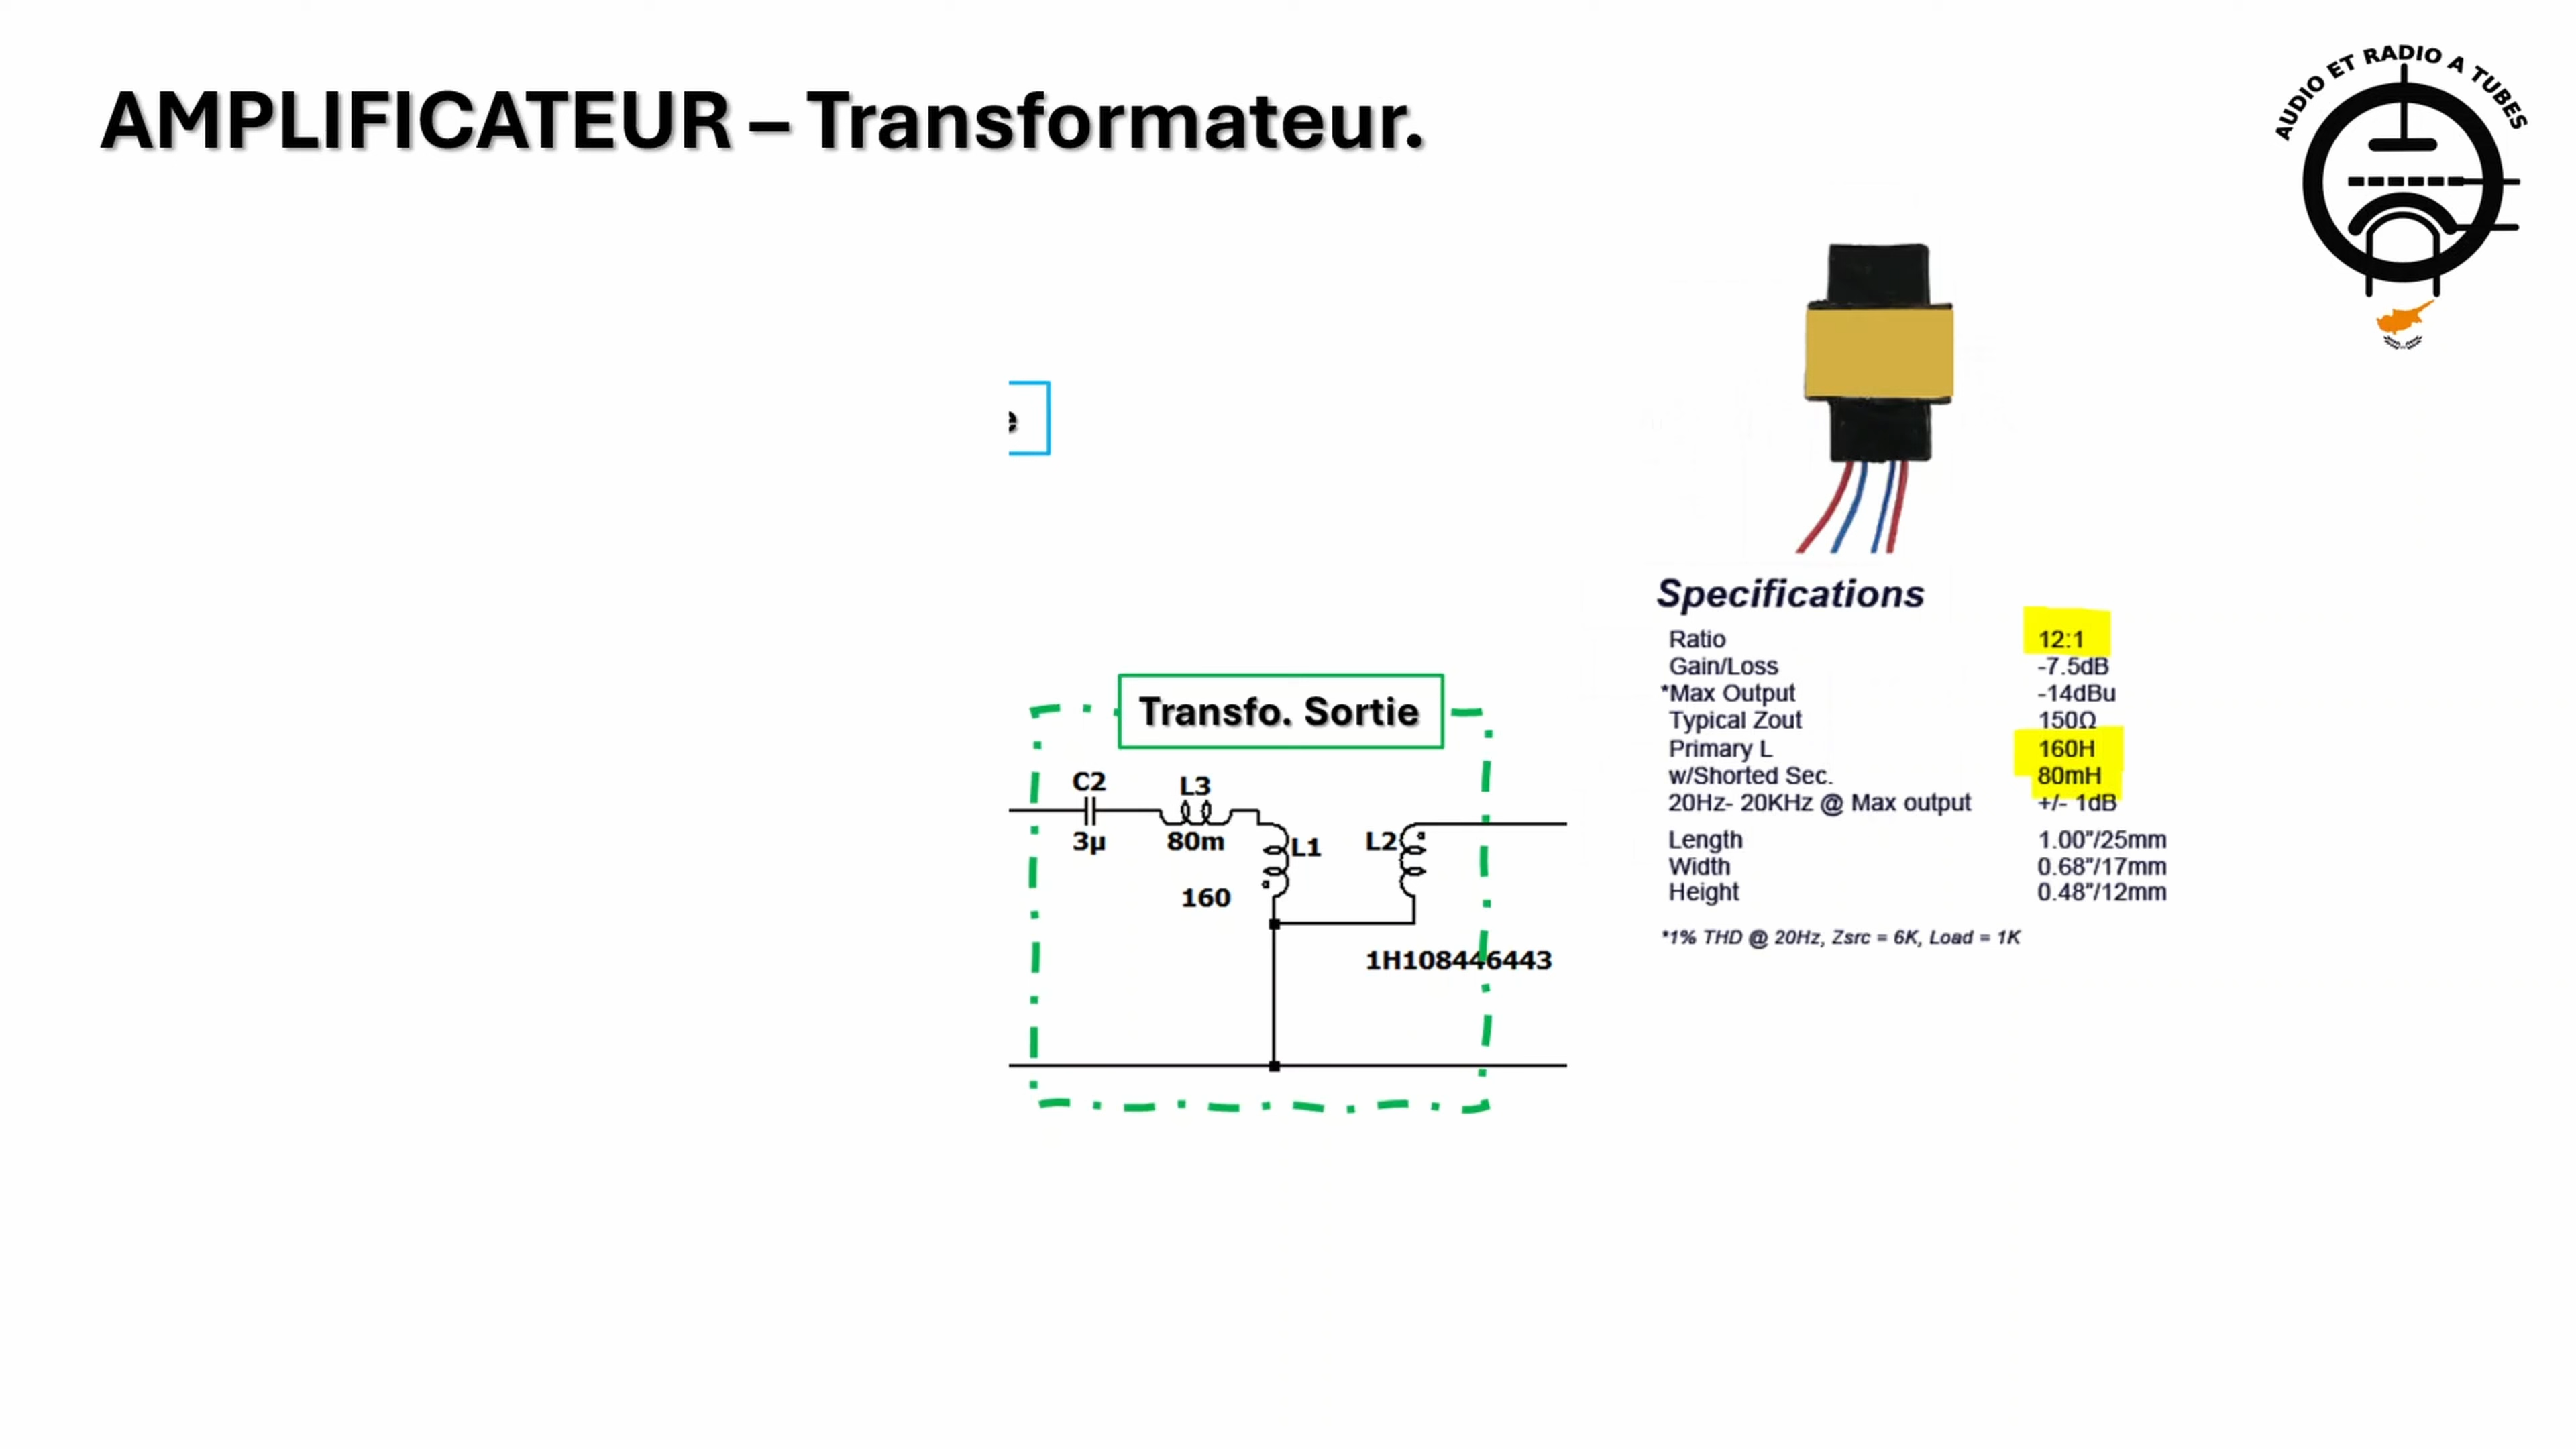 AMPLIFICATEUR – Transformateur.
AUDIO ET RADIO A TUBES
e
Transfo. Sortie
C2
3µ
L3
80m
L1
160
L2
1H108446443
Specifications
Ratio 12:1
Gain/Loss -7.5dB
*Max Output -14dBu
Typical Zout 150Ω
Primary L 160H
w/Shorted Sec. 80mH
20Hz- 20KHz @ Max output +/- 1dB
Length 1.00"/25mm
Width 0.68"/17mm
Height 0.48"/12mm
*1% THD @ 20Hz, Zsrc = 6K, Load = 1K